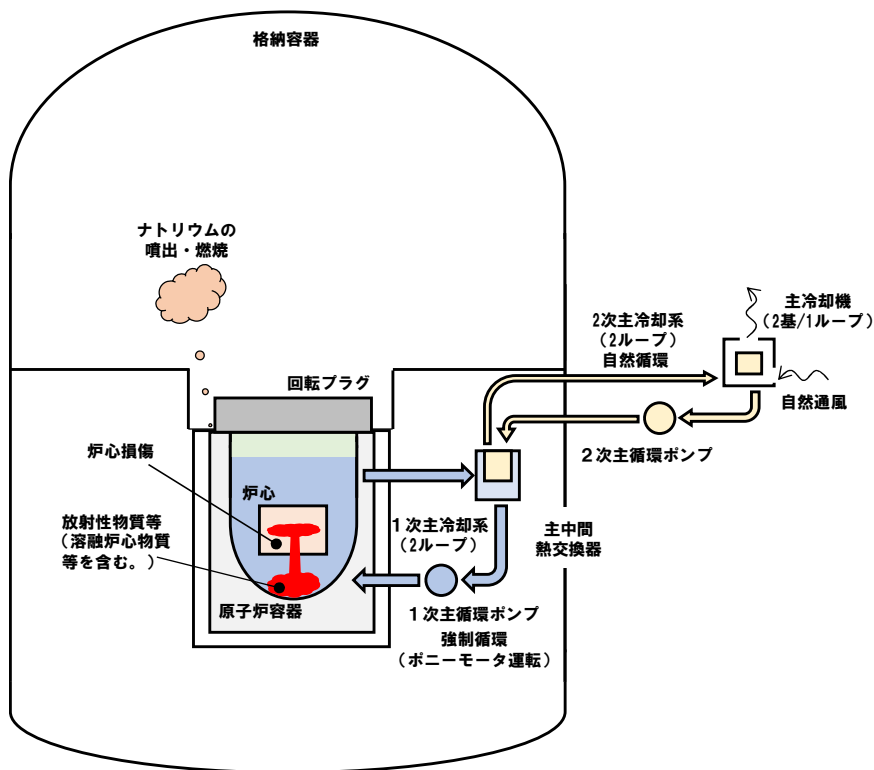 格納容器
ナトリウムの
噴出・燃焼
2次主冷却系
(2ループ)
自然循環
主冷却機
(2基/1ループ)
自然通風
回転プラグ
2次主循環ポンプ
炉心損傷
炉心
放射性物質等
(溶融炉心物質
等を含む。)
1次主冷却系
(2ループ)
主中間
熱交換器
原子炉容器
1次主循環ポンプ
強制循環
(ポニーモータ運転)